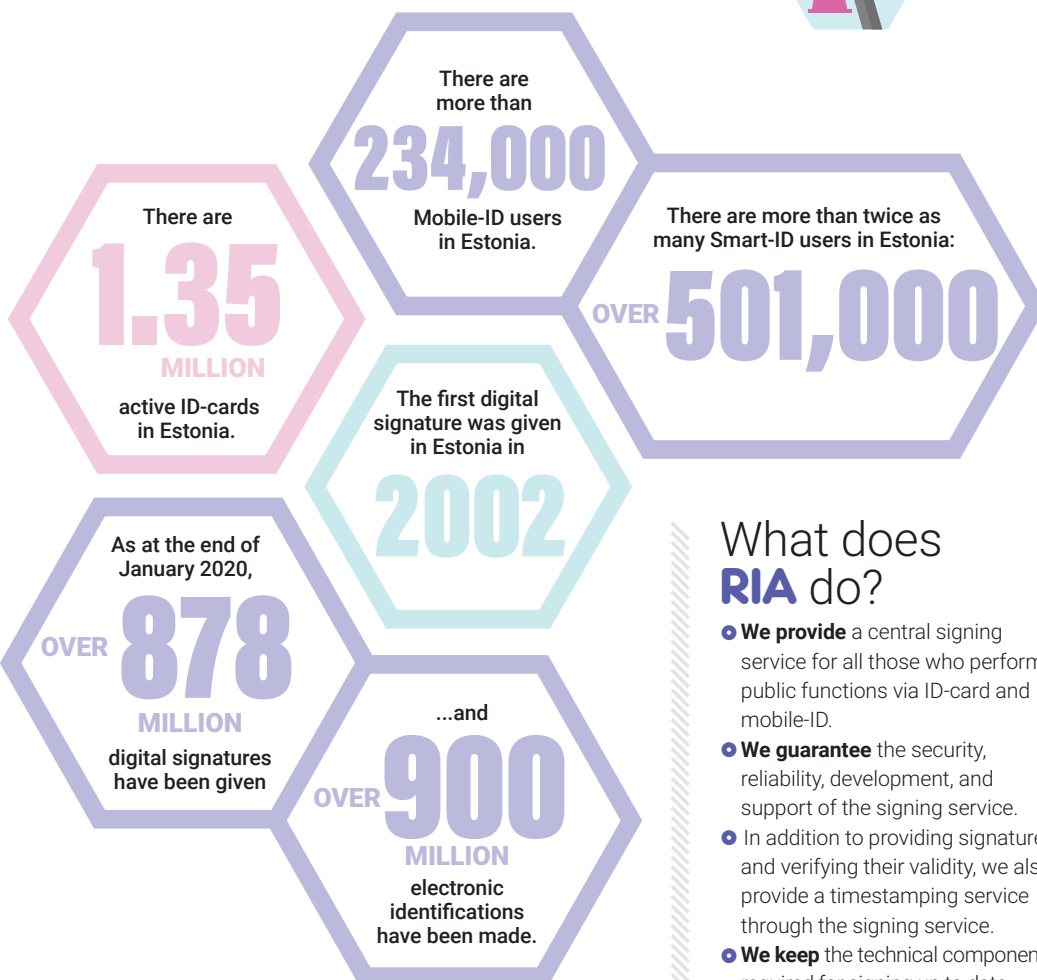 There are
more than
234,000
Mobile-ID users
in Estonia.
There are
1.35
MILLION
active ID-cards
in Estonia.
There are more than twice as
many Smart-ID users in Estonia:
OVER 501,000
The first digital
signature was given
in Estonia in
2002
As at the end of
January 2020,
OVER 878
MILLION
digital signatures
have been given
...and
OVER 900
MILLION
electronic
identifications
have been made.
What does
RIA do?
We provide a central signing
service for all those who perform
public functions via ID-card and
mobile-ID.
We guarantee the security,
reliability, development, and
support of the signing service.
In addition to providing signature
and verifying their validity, we als
provide a timestamping service
through the signing service.
We keep the technical componen